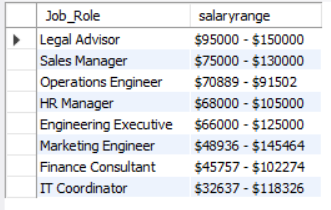 Job_Role salaryrange
Legal Advisor $95000 - $150000
Sales Manager $75000 - $130000
Operations Engineer $70889 - $91502
HR Manager $68000 - $105000
Engineering Executive $66000 - $125000
Marketing Engineer $48936 - $145464
Finance Consultant $45757 - $102274
IT Coordinator $32637 - $118326